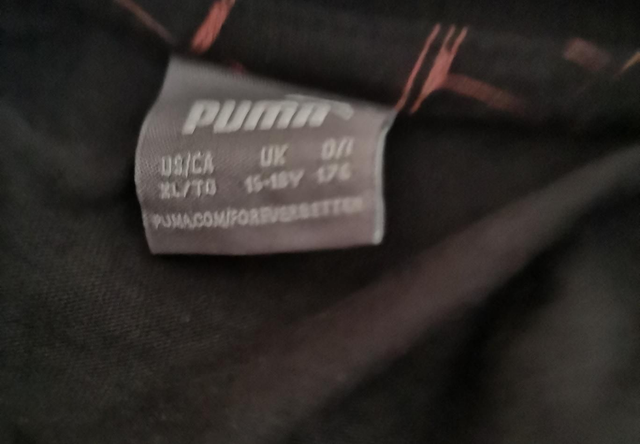 PUMA
US/CA UK D/I
XL/TG 15-16Y 176
PUMA.COM/FOREVERBETTER